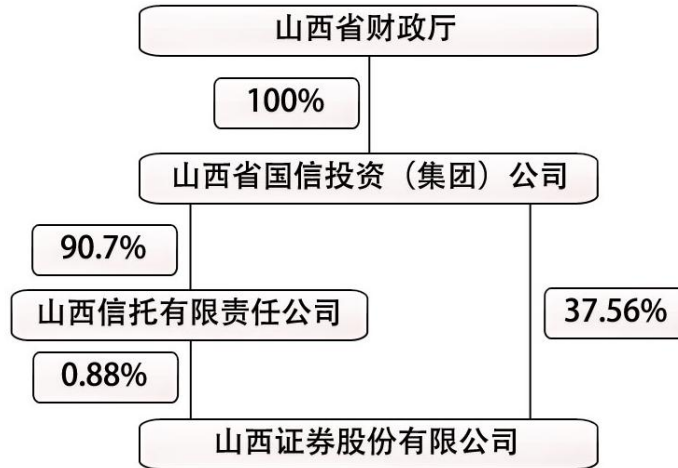 山西省财政厅
100%
山西省国信投资（集团）公司
90.7%
山西信托有限责任公司
37.56%
0.88%
山西证券股份有限公司